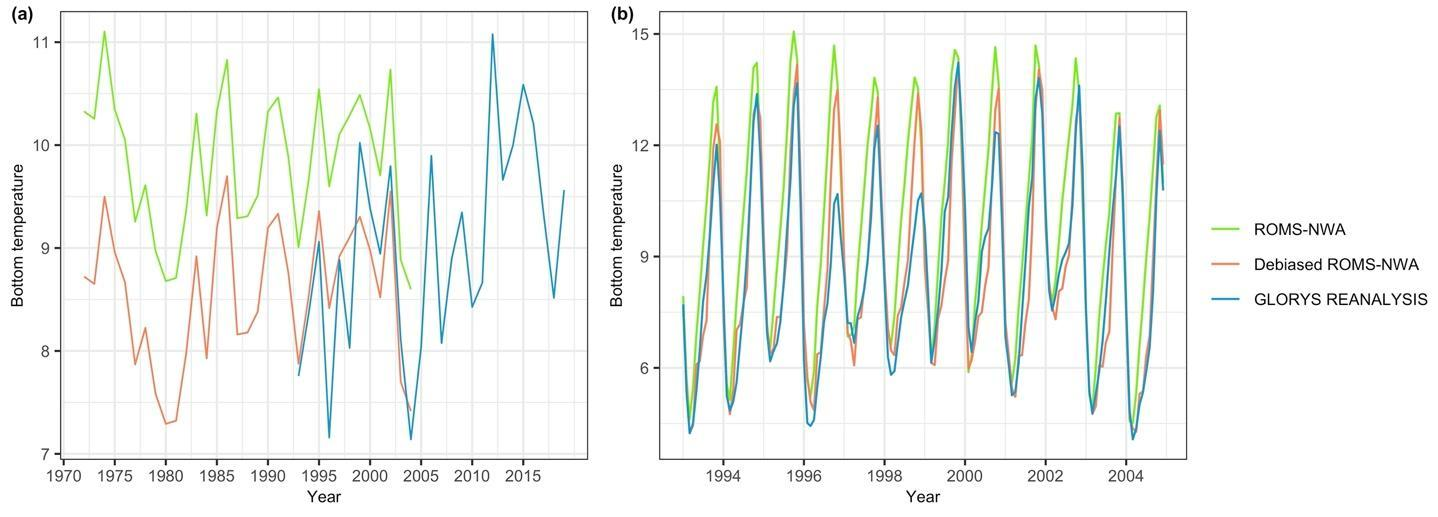 (a)
Bottom temperature
11
10
9
8
7
1970 1975 1980 1985 1990 1995 2000 2005 2010 2015
Year
(b)
Bottom temperature
15
12
9
6
1994 1996 1998 2000 2002 2004
Year
ROMS-NWA
Debiased ROMS-NWA
GLORYS REANALYSIS